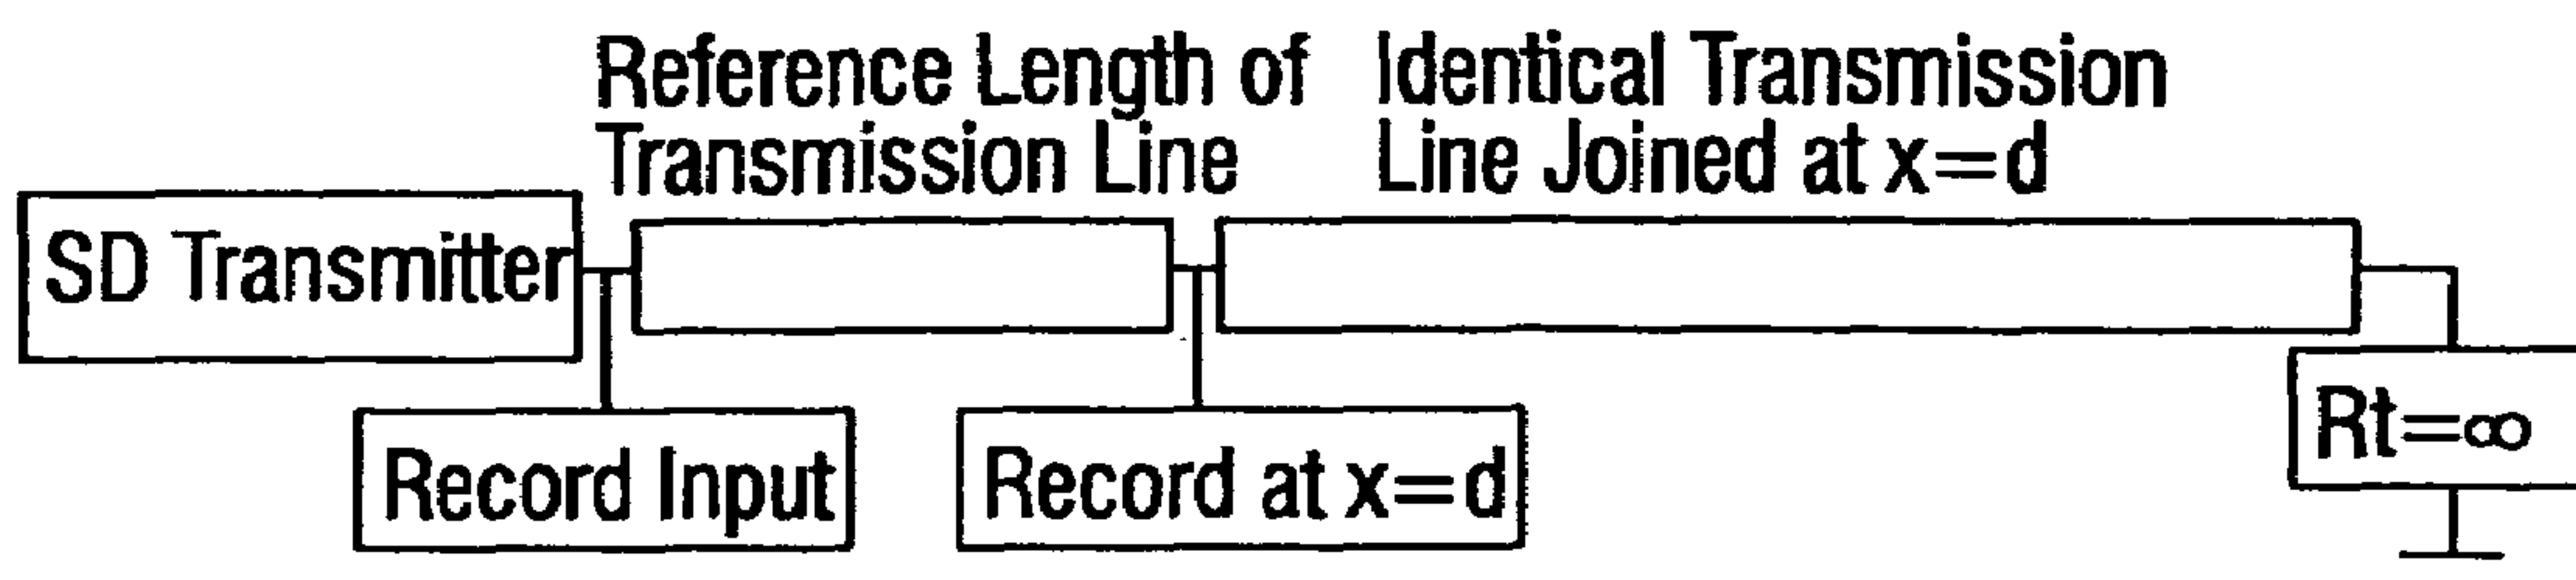 Reference Length of
Transmission Line
Identical Transmission
Line Joined at x=d
SD Transmitter
Record Input
Record at x=d
Rt=∞